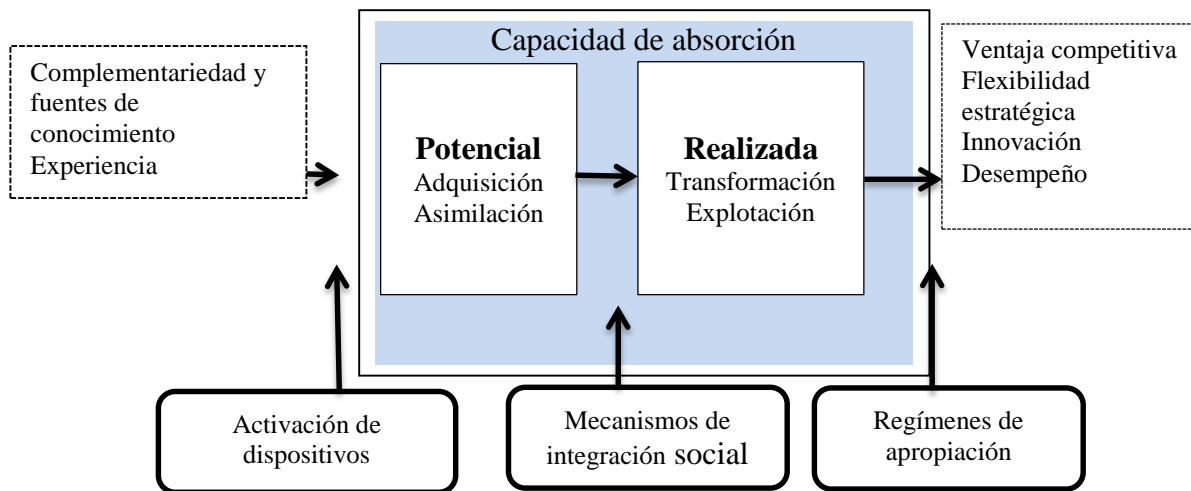 Capacidad de absorción
Complementariedad y
fuentes de
conocimiento
Experiencia
Potencial
Adquisición
Asimilación
Realizada
Transformación
Explotación
Ventaja competitiva
Flexibilidad
estratégica
Innovación
Desempeño
Activación de
dispositivos
Mecanismos de
integración social
Regímenes de
apropiación